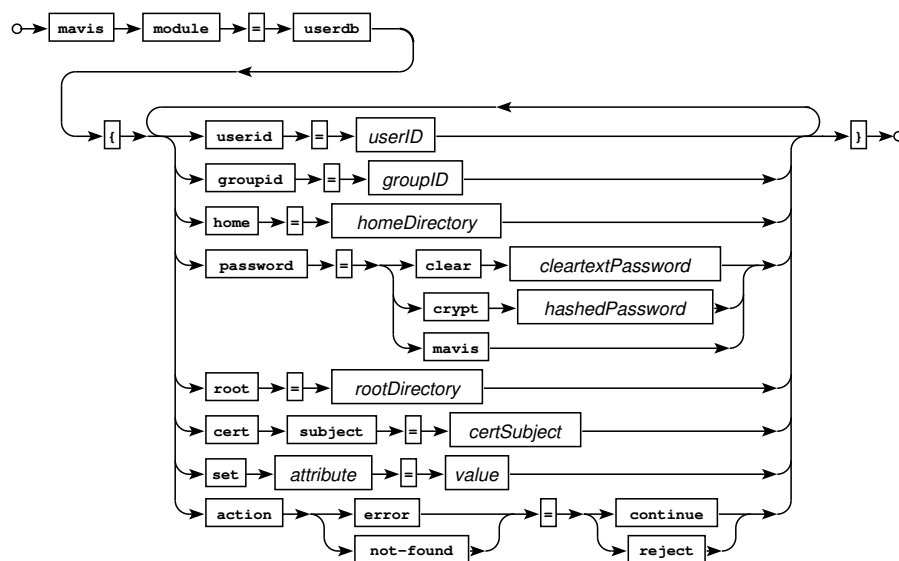 mavis module = userdb
{ userid = userID }
groupid = groupID
home = homeDirectory
password = clear cleartextPassword
crypt hashedPassword
mavis
root = rootDirectory
cert subject = certSubject
set attribute = value
action error = continue
not-found reject